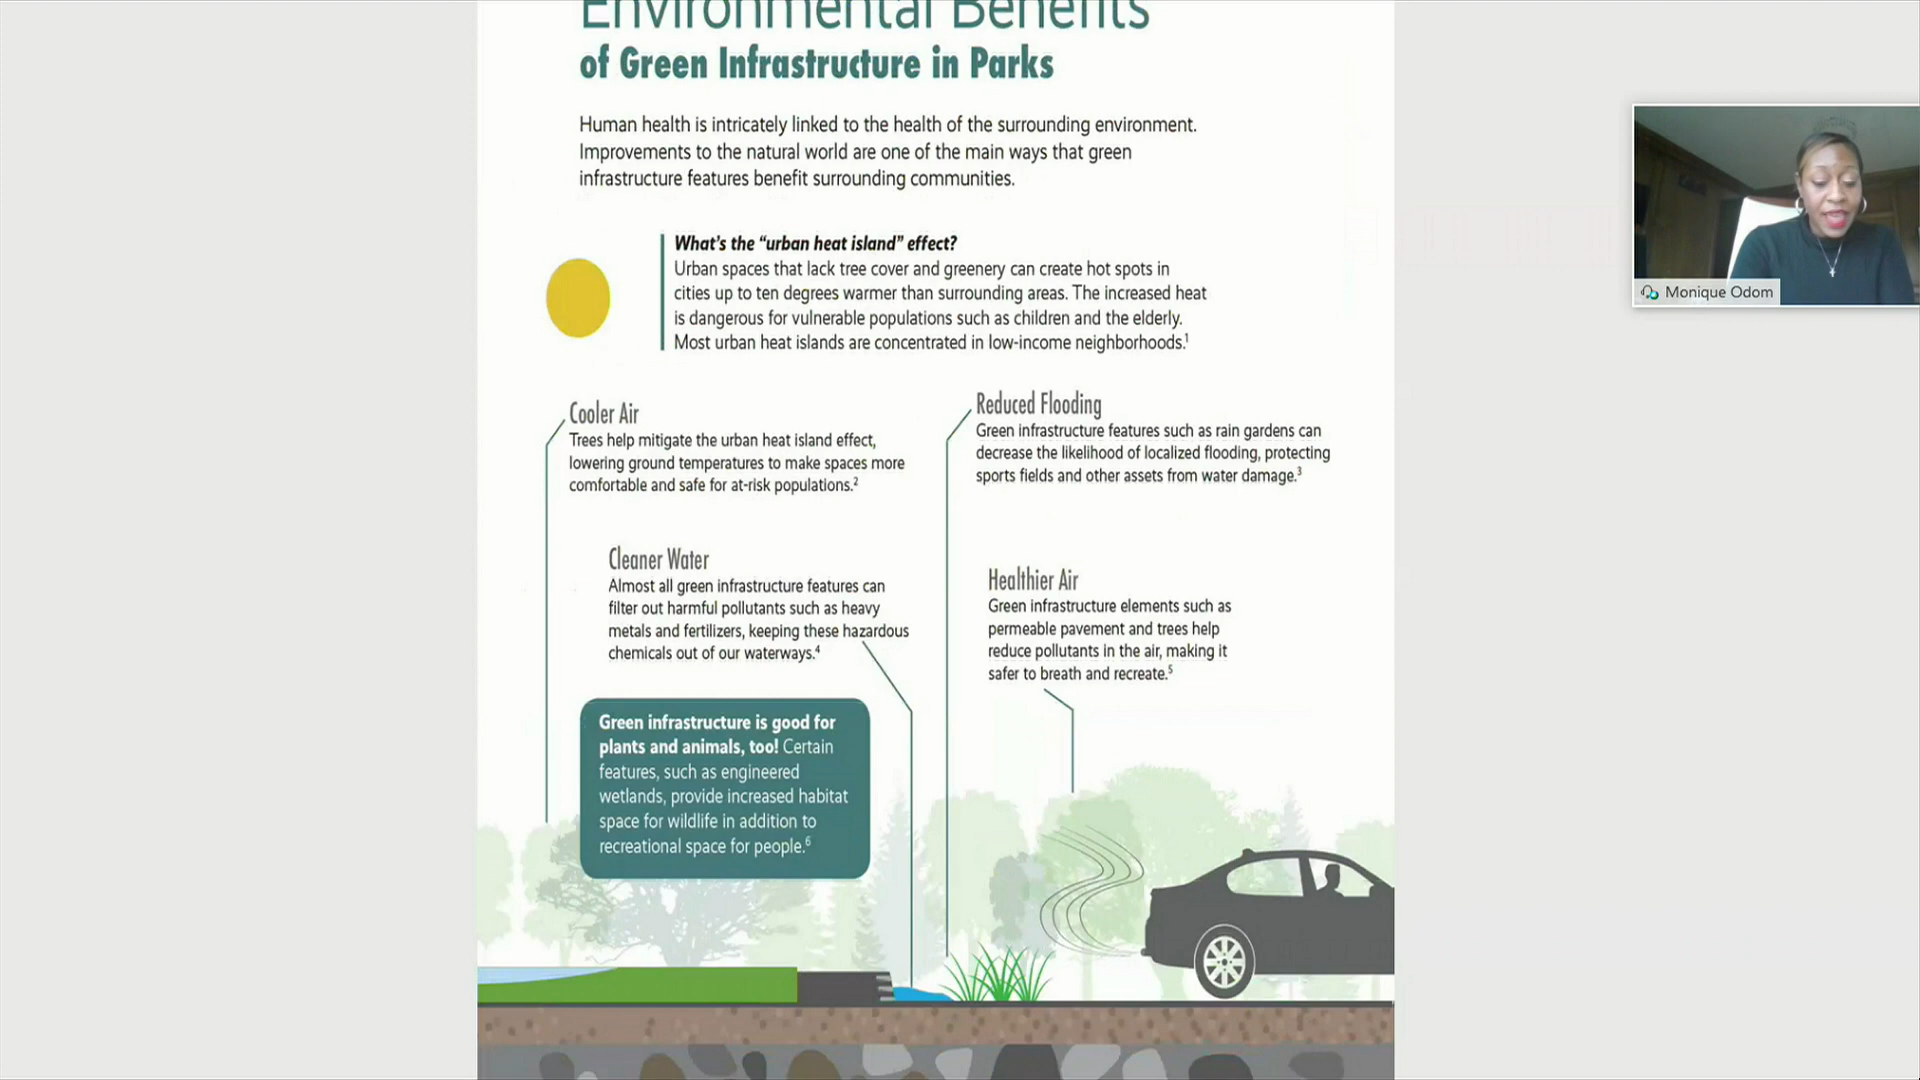 Environmental Benefits
of Green Infrastructure in Parks
Human health is intricately linked to the health of the surrounding environment.
Improvements to the natural world are one of the main ways that green
infrastructure features benefit surrounding communities.
What's the “urban heat island” effect?
Urban spaces that lack tree cover and greenery can create hot spots in
cities up to ten degrees warmer than surrounding areas. The increased heat
is dangerous for vulnerable populations such as children and the elderly.
Most urban heat islands are concentrated in low-income neighborhoods.¹
Cooler Air
Trees help mitigate the urban heat island effect,
lowering ground temperatures to make spaces more
comfortable and safe for at-risk populations.²
Reduced Flooding
Green infrastructure features such as rain gardens can
decrease the likelihood of localized flooding, protecting
sports fields and other assets from water damage.³
Cleaner Water
Almost all green infrastructure features can
filter out harmful pollutants such as heavy
metals and fertilizers, keeping these hazardous
chemicals out of our waterways.⁴
Healthier Air
Green infrastructure elements such as
permeable pavement and trees help
reduce pollutants in the air, making it
safer to breath and recreate.⁵
Green infrastructure is good for
plants and animals, too! Certain
features, such as engineered
wetlands, provide increased habitat
space for wildlife in addition to
recreational space for people.⁶
Monique Odom